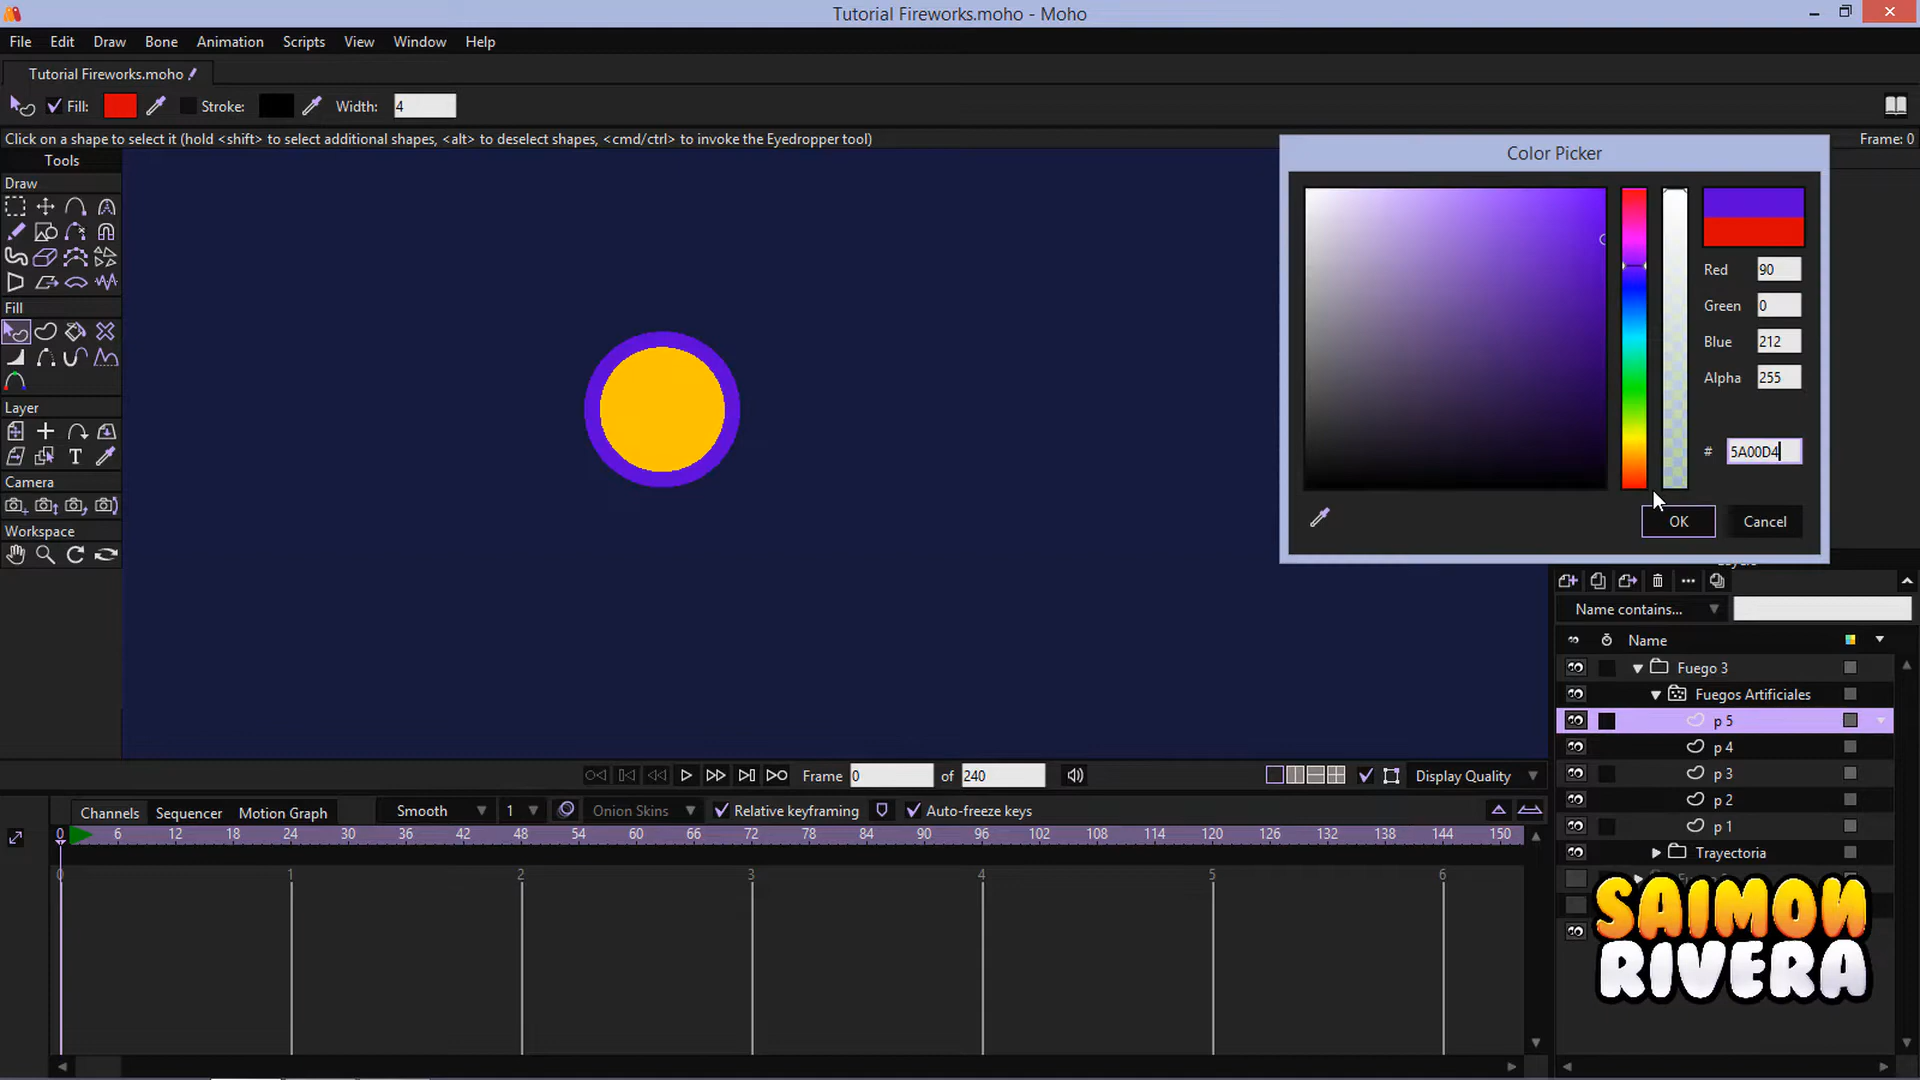 Tutorial Fireworks.moho - Moho
File Edit Draw Bone Animation Scripts View Window Help
Tutorial Fireworks.moho
Fill: Stroke: Width: 4
Click on a shape to select it (hold <shift> to select additional shapes, <alt> to deselect shapes, <cmd/ctrl> to invoke the Eyedropper tool)
Frame: 0
Tools
Draw
Fill
Layer
T
Camera
Workspace
Color Picker
Red 90
Green 0
Blue 212
Alpha 255
# 5A00D4
OK Cancel
Name contains...
Name
Fuego 3
Fuegos Artificiales
p 5
p 4
p 3
p 2
p 1
Trayectoria
SAIMON
RIVERA
Frame 0 of 240 Display Quality
Channels Sequencer Motion Graph Smooth 1 Onion Skins Relative keyframing Auto-freeze keys
0 6 12 18 24 30 36 42 48 54 60 66 72 78 84 90 96 102 108 114 120 126 132 138 144 150
0 1 2 3 4 5 6